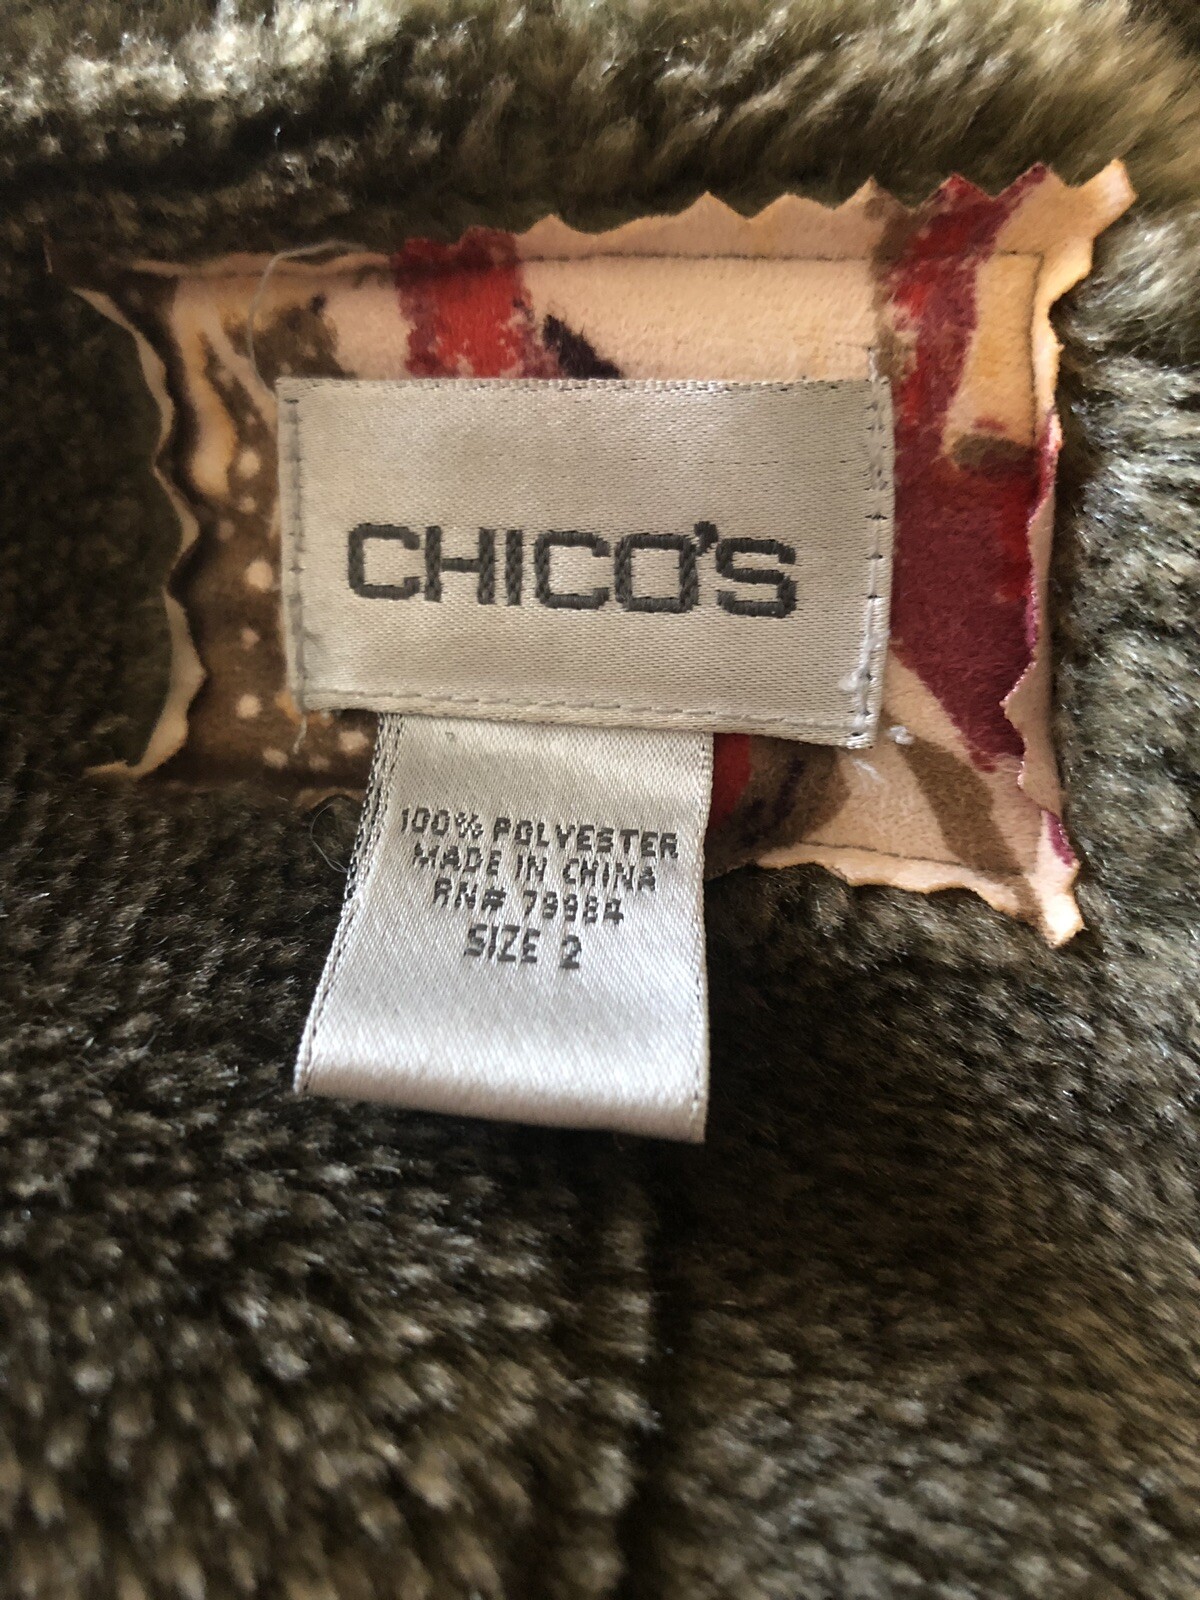 CHICO'S
100% POLYESTER
MADE IN CHINA
RN# 79984
SIZE 2